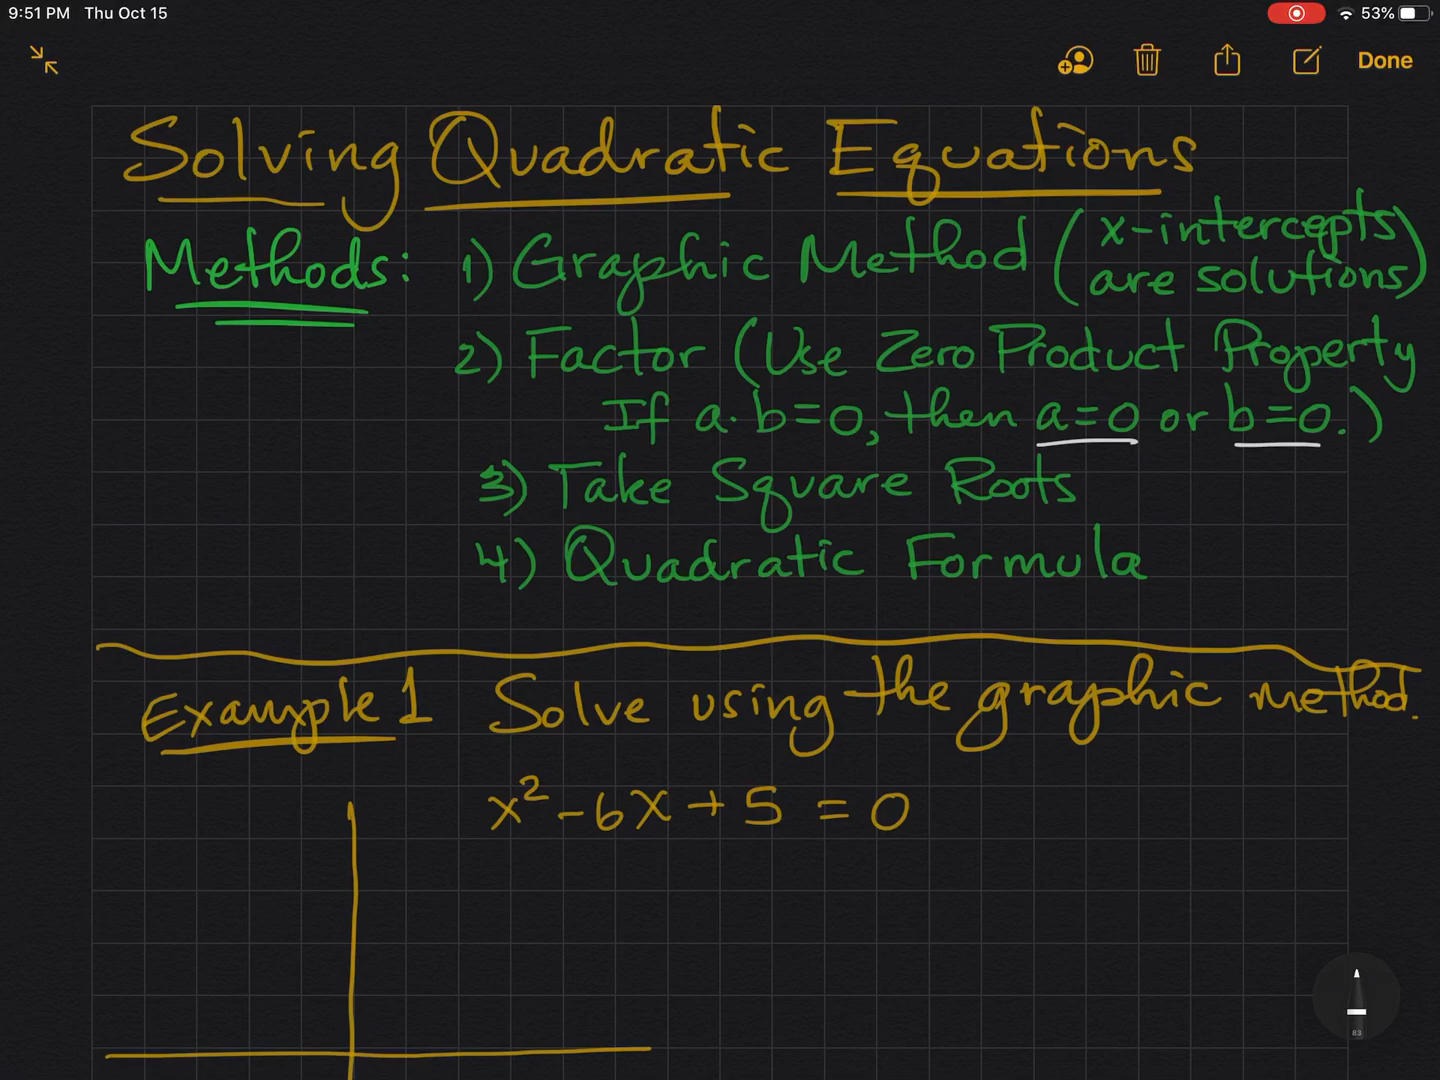 9:51 PM Thu Oct 15
53%
Done
Solving Quadratic Equations
Methods: 1) Graphic Method (x-intercepts are solutions)
2) Factor (Use Zero Product Property
If a·b=0, then a=0 or b=0.)
3) Take Square Roots
4) Quadratic Formula
Example 1 Solve using the graphic method.
x²-6x+5=0
83